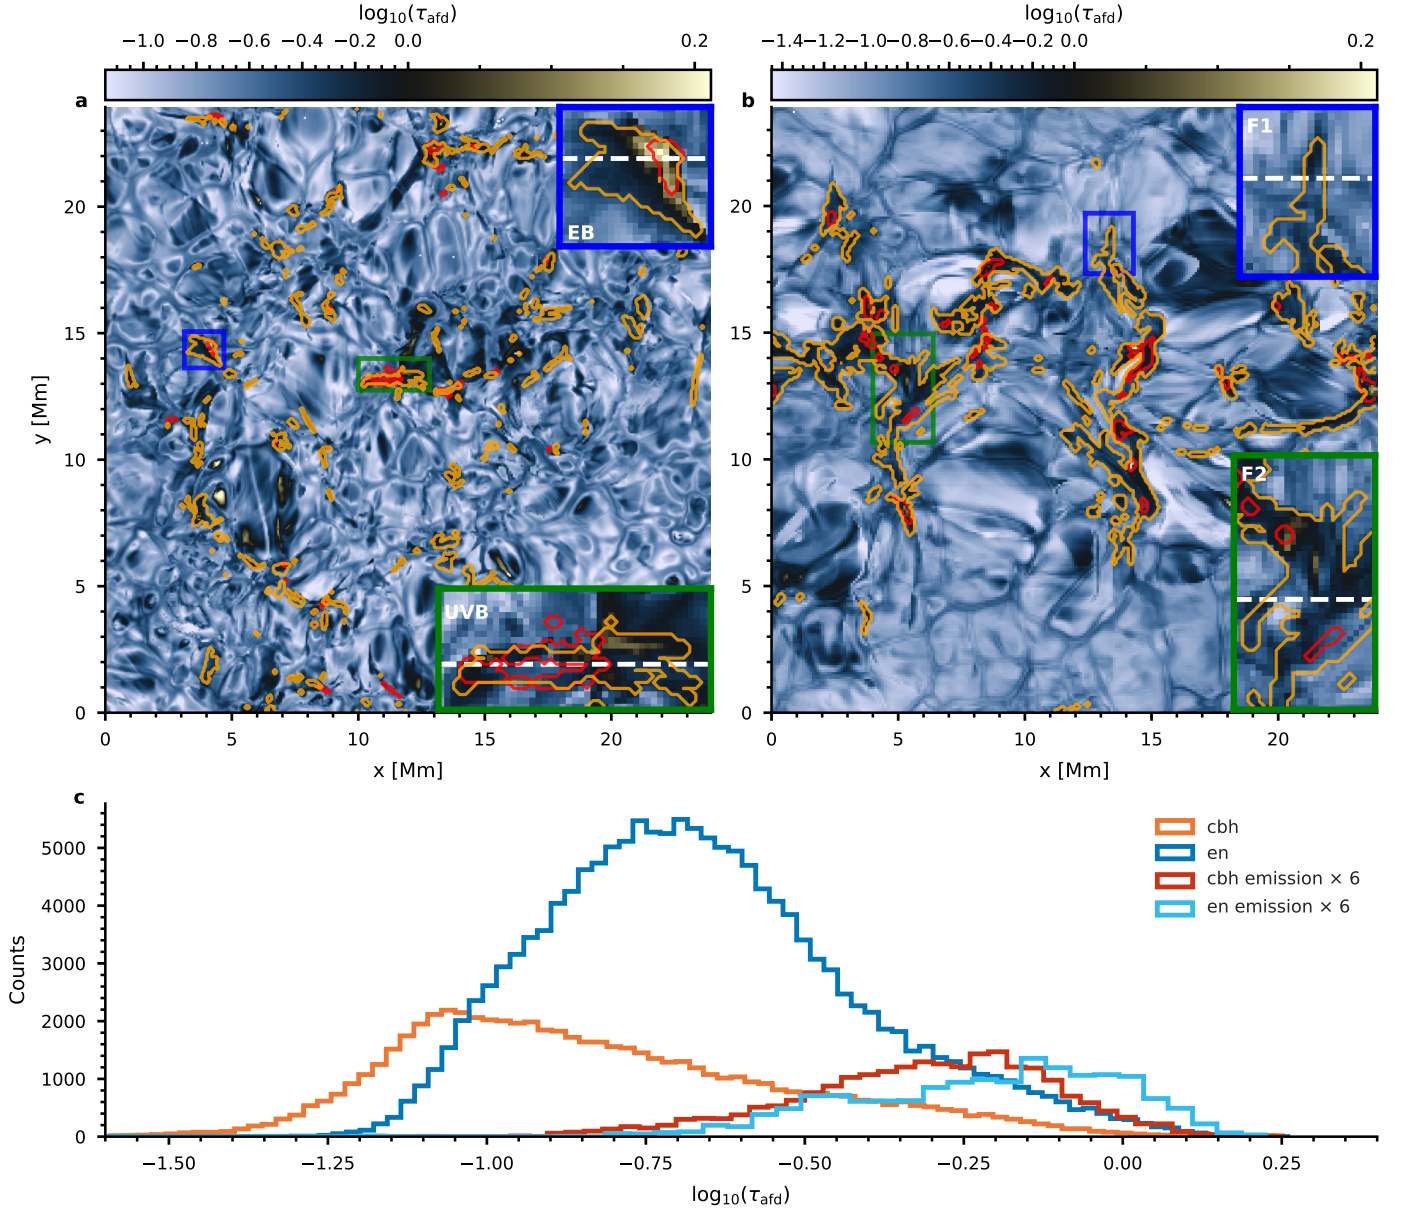 log₁₀(τafd)
−1.0 −0.8 −0.6 −0.4 −0.2 0.0 0.2
a
EB
UVB
20
15
10
5
0
y [Mm]
0 5 10 15 20
x [Mm]
log₁₀(τafd)
−1.4 −1.2 −1.0 −0.8 −0.6 −0.4 −0.2 0.0 0.2
b
F1
F2
20
15
10
5
0
0 5 10 15 20
x [Mm]
c
cbh
en
cbh emission × 6
en emission × 6
5000
4000
3000
2000
1000
0
Counts
−1.50 −1.25 −1.00 −0.75 −0.50 −0.25 0.00 0.25
log₁₀(τafd)